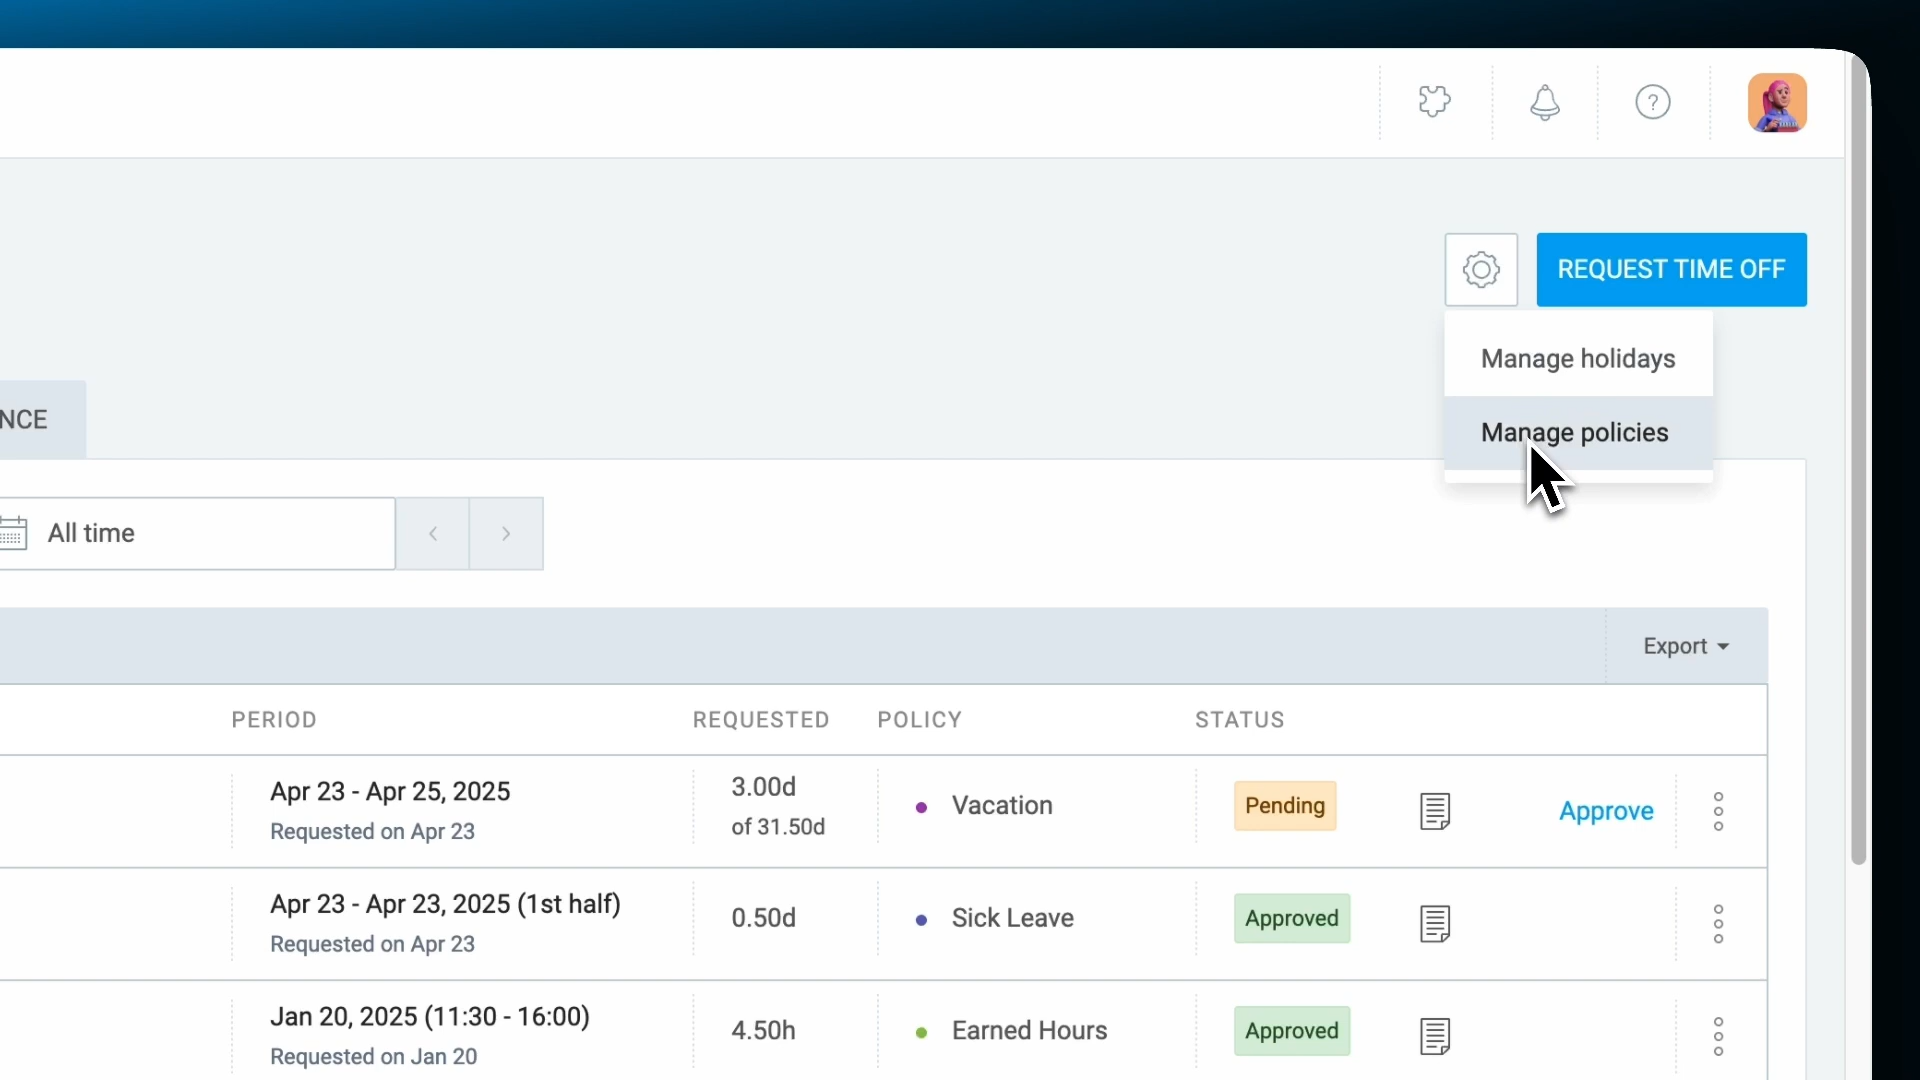 ?
REQUEST TIME OFF
Manage holidays
Manage policies
NCE
All time
Export
PERIOD
REQUESTED
POLICY
STATUS
Apr 23 - Apr 25, 2025
Requested on Apr 23
3.00d
of 31.50d
Vacation
Pending
Approve
Apr 23 - Apr 23, 2025 (1st half)
Requested on Apr 23
0.50d
Sick Leave
Approved
Jan 20, 2025 (11:30 - 16:00)
Requested on Jan 20
4.50h
Earned Hours
Approved